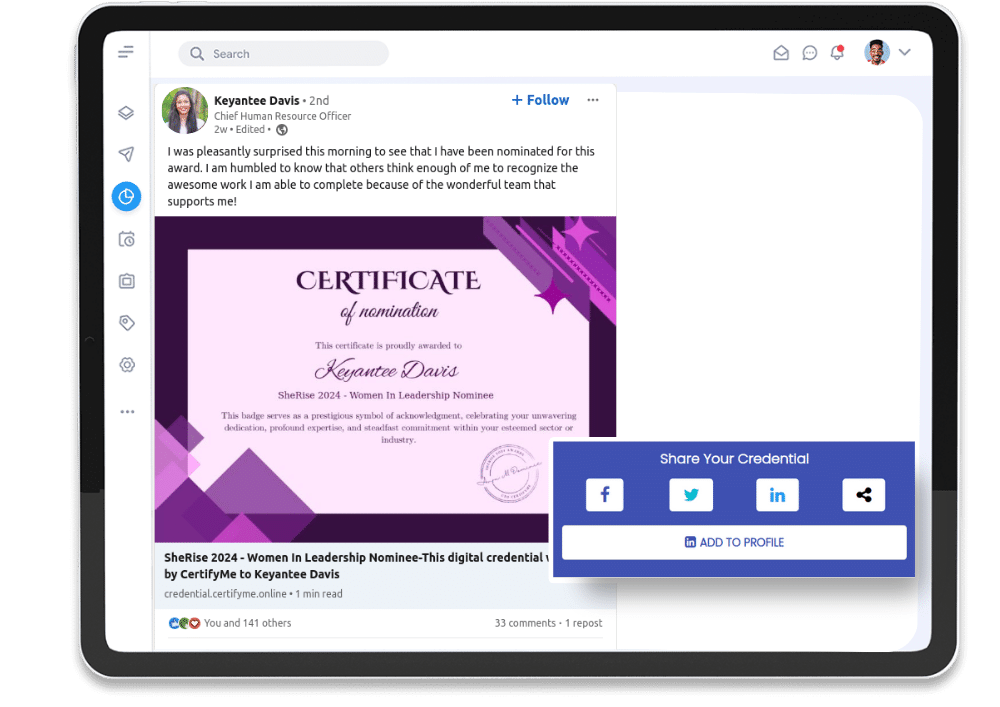 Search
Keyantee Davis • 2nd
+ Follow
Chief Human Resource Officer
2w • Edited •
I was pleasantly surprised this morning to see that I have been nominated for this
award. I am humbled to know that others think enough of me to recognize the
awesome work I am able to complete because of the wonderful team that
supports me!
CERTIFICATE
of nomination
This certificate is proudly awarded to
Keyantee Davis
SheRise 2024 - Women In Leadership Nominee
This badge serves as a prestigious symbol of acknowledgment, celebrating your unwavering
dedication, profound expertise, and steadfast commitment within your esteemed sector or
industry.
SheRise 2024 - Women In Leadership Nominee-This digital credential
by CertifyMe to Keyantee Davis
credential.certifyme.online • 1 min read
You and 141 others
33 comments • 1 repost
Share Your Credential
f
in
in ADD TO PROFILE